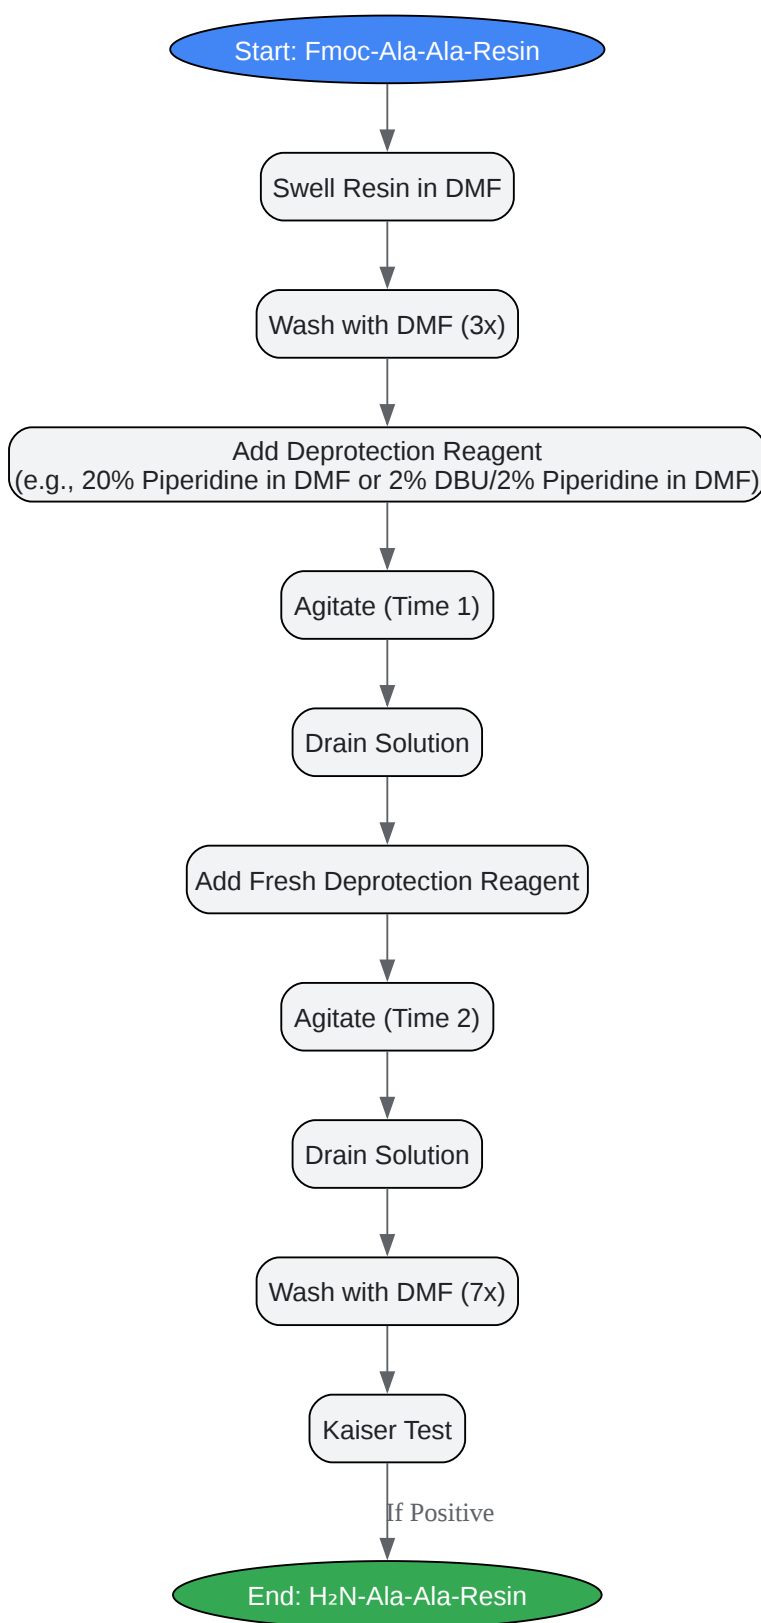 Start: Fmoc-Ala-Ala-Resin
Swell Resin in DMF
Wash with DMF (3x)
Add Deprotection Reagent
(e.g., 20% Piperidine in DMF or 2% DBU/2% Piperidine in DMF)
Agitate (Time 1)
Drain Solution
Add Fresh Deprotection Reagent
Agitate (Time 2)
Drain Solution
Wash with DMF (7x)
Kaiser Test
If Positive
End: H₂N-Ala-Ala-Resin